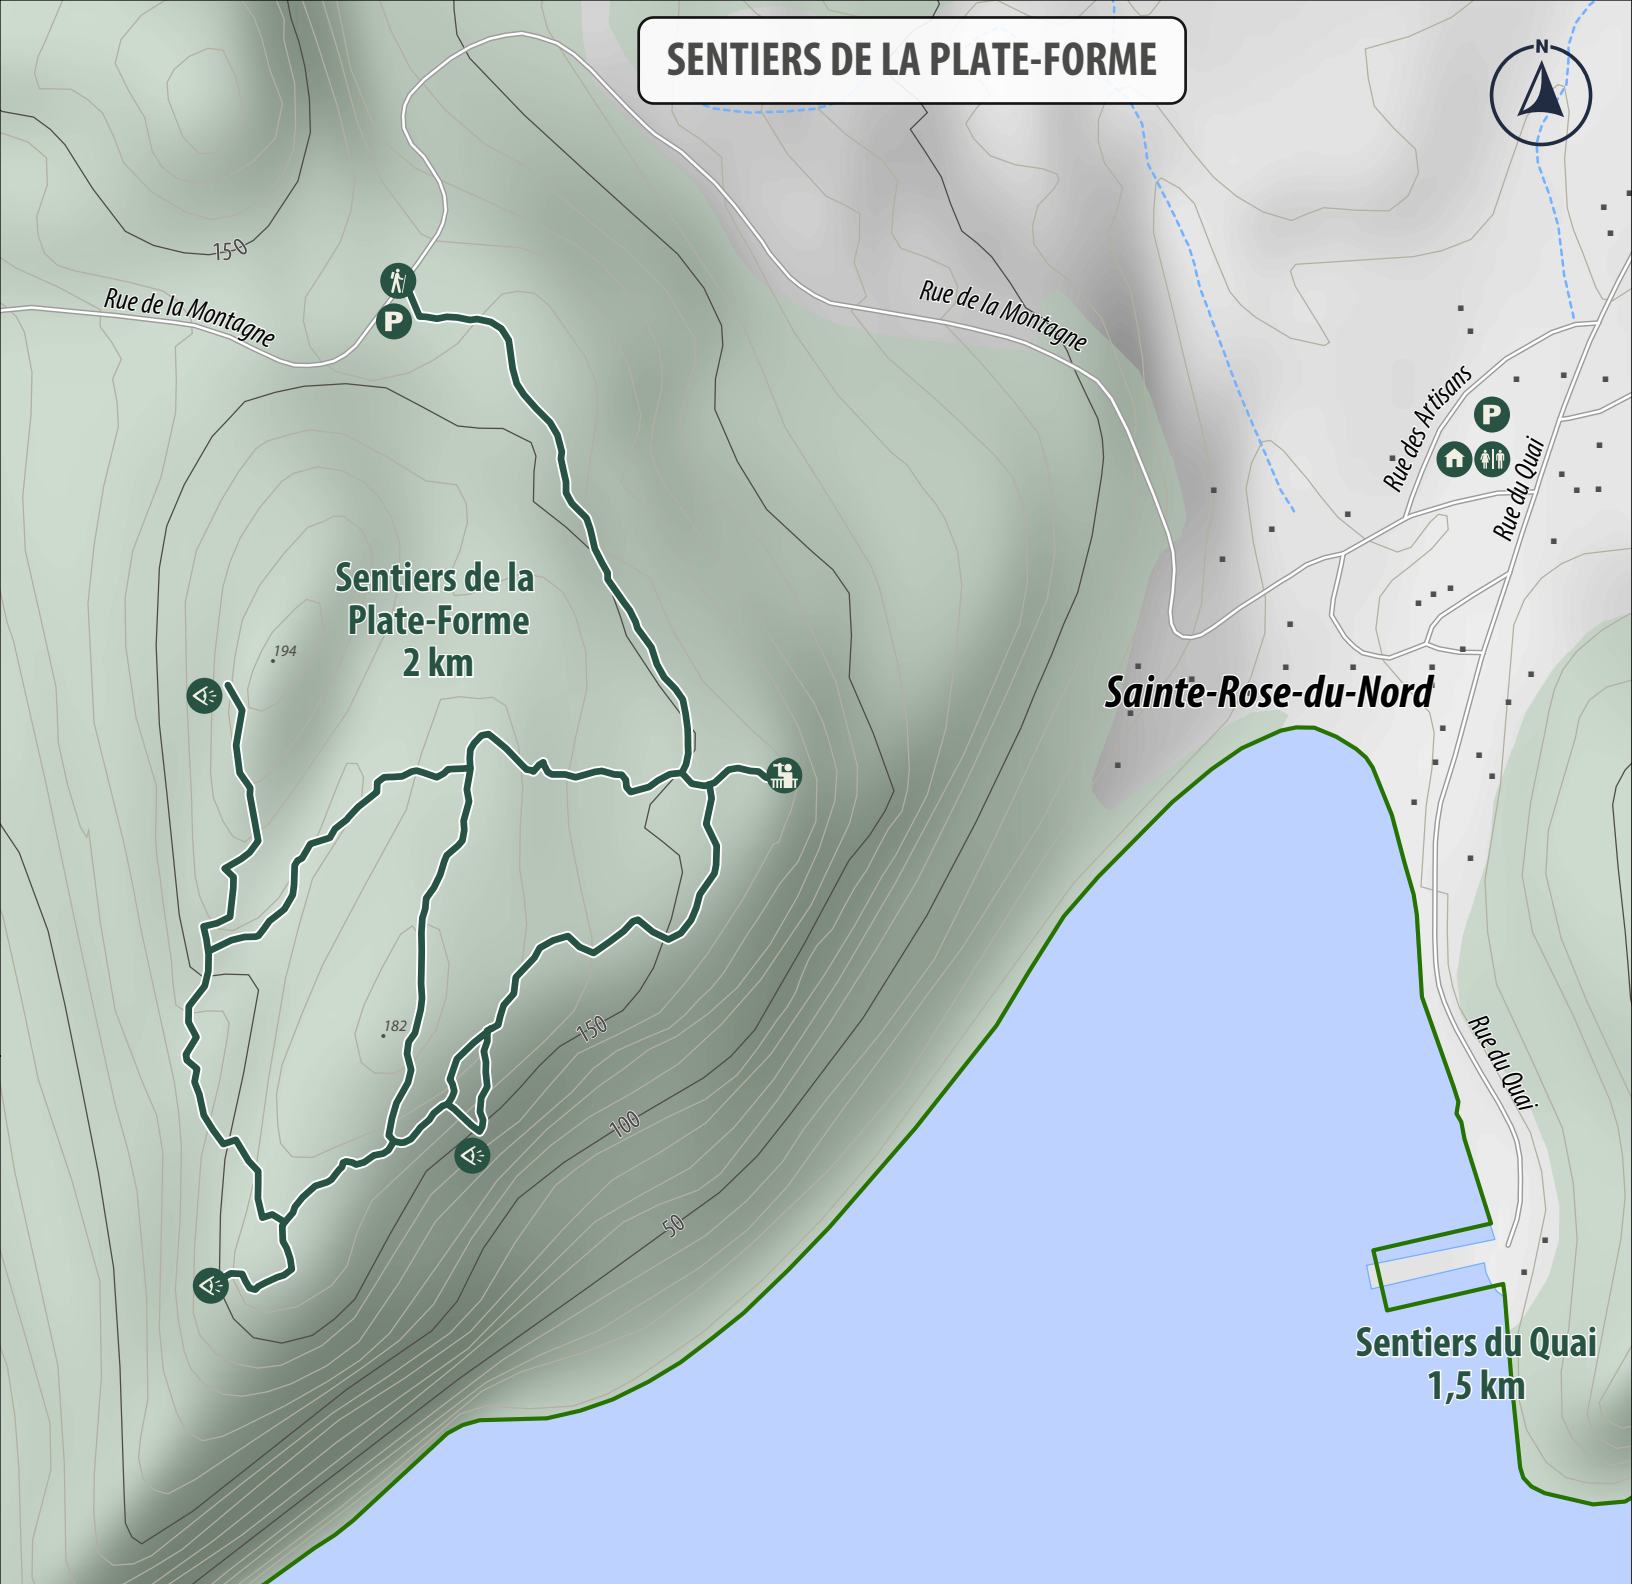 SENTIERS DE LA PLATE-FORME
N
150
Rue de la Montagne
P
Rue de la Montagne
Rue des Artisans
P
Rue du Quai
Sentiers de la
Plate-Forme
2 km
194
Sainte-Rose-du-Nord
182
150
100
50
Rue du Quai
Sentiers du Quai
1,5 km